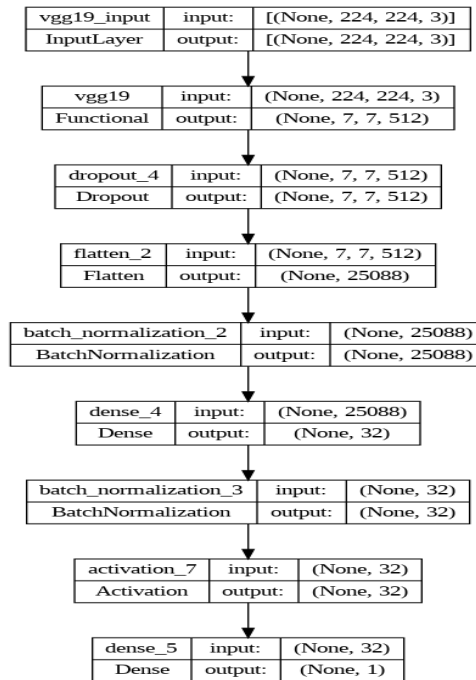 vgg19_input input: [(None, 224, 224, 3)]
InputLayer output: [(None, 224, 224, 3)]
vgg19 input: (None, 224, 224, 3)
Functional output: (None, 7, 7, 512)
dropout_4 input: (None, 7, 7, 512)
Dropout output: (None, 7, 7, 512)
flatten_2 input: (None, 7, 7, 512)
Flatten output: (None, 25088)
batch_normalization_2 input: (None, 25088)
BatchNormalization output: (None, 25088)
dense_4 input: (None, 25088)
Dense output: (None, 32)
batch_normalization_3 input: (None, 32)
BatchNormalization output: (None, 32)
activation_7 input: (None, 32)
Activation output: (None, 32)
dense_5 input: (None, 32)
Dense output: (None, 1)